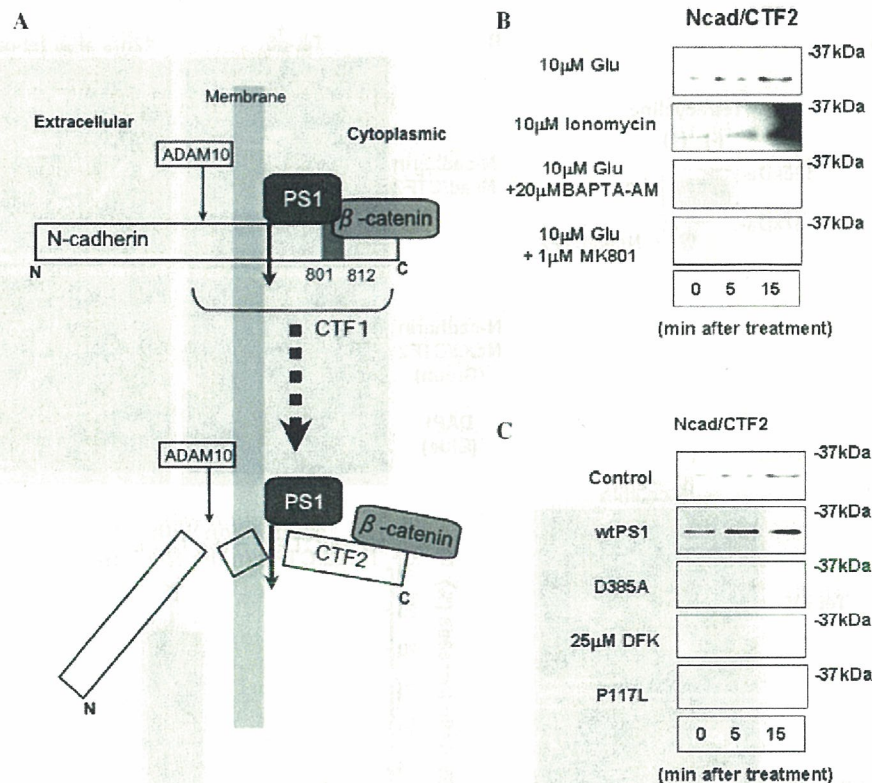 A
Membrane
Extracellular
Cytoplasmic
ADAM10
PS1
β-catenin
N-cadherin
N
801
812
C
CTF1
ADAM10
PS1
β-catenin
CTF2
C
N
B
Ncad/CTF2
10μM Glu
-37kDa
10μM Ionomycin
-37kDa
10μM Glu
+20μMBAPTA-AM
-37kDa
10μM Glu
+ 1μM MK801
-37kDa
0 5 15
(min after treatment)
C
Ncad/CTF2
Control
-37kDa
wtPS1
-37kDa
D385A
-37kDa
25μM DFK
-37kDa
P117L
-37kDa
0 5 15
(min after treatment)